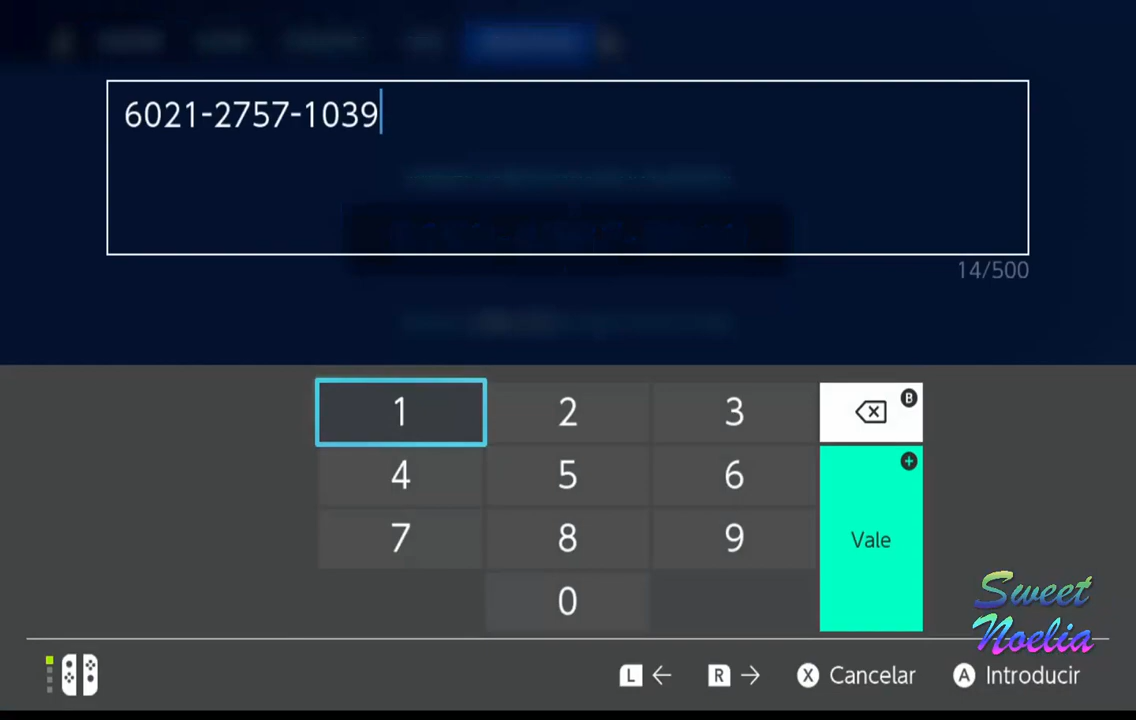 6021-2757-1039
14/500
1 2 3 B
4 5 6 +
7 8 9 Vale
0
Sweet
Noelia
L ← R → X Cancelar A Introducir